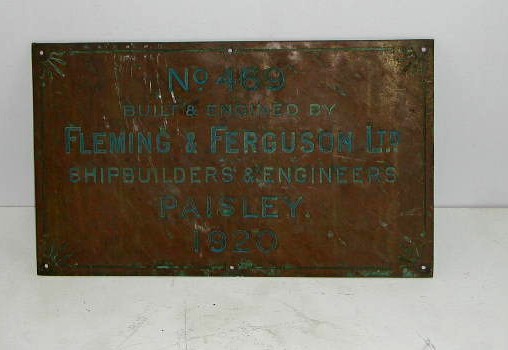 No 469
BUILT & ENGINED BY
FLEMING & FERGUSON LTD
SHIPBUILDERS & ENGINEERS
PAISLEY.
1920